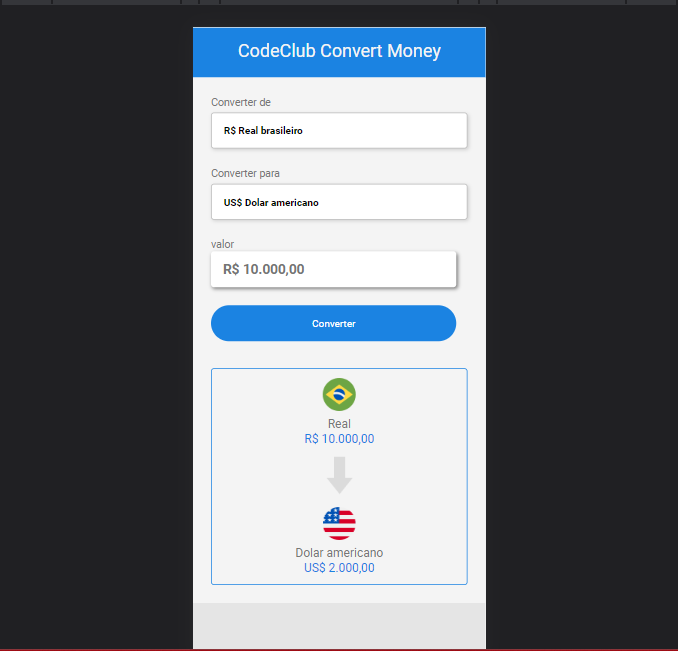 CodeClub Convert Money
Converter de
R$ Real brasileiro
Converter para
US$ Dolar americano
valor
R$ 10.000,00
Converter
Real
R$ 10.000,00
Dolar americano
US$ 2.000,00